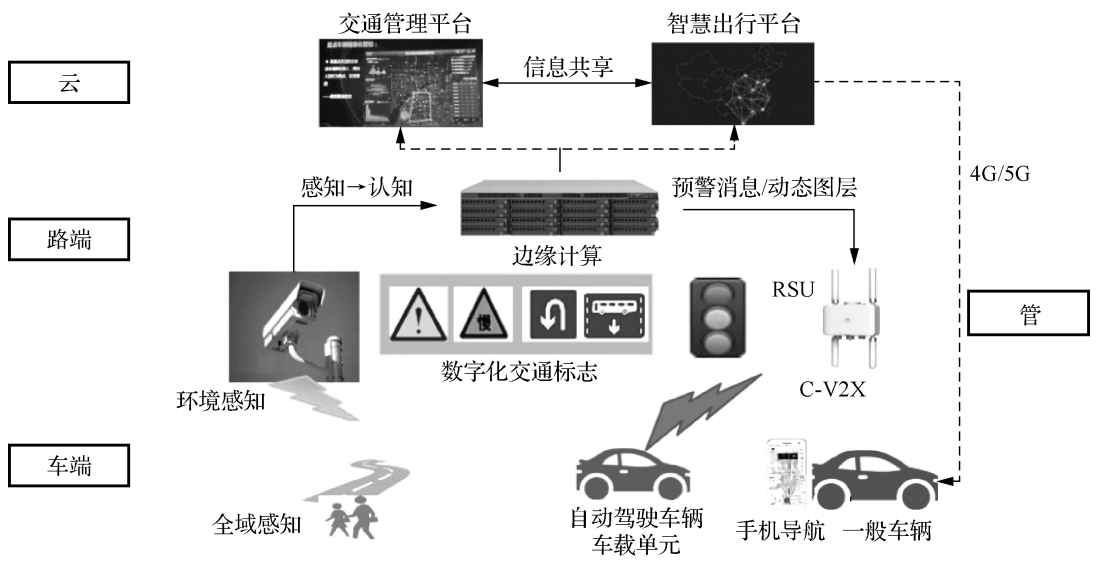 交通管理平台
智慧出行平台
云
信息共享
4G/5G
感知→认知
预警消息/动态图层
路端
边缘计算
RSU
慢
管
数字化交通标志
环境感知
C-V2X
车端
全域感知
自动驾驶车辆
车载单元
手机导航
一般车辆